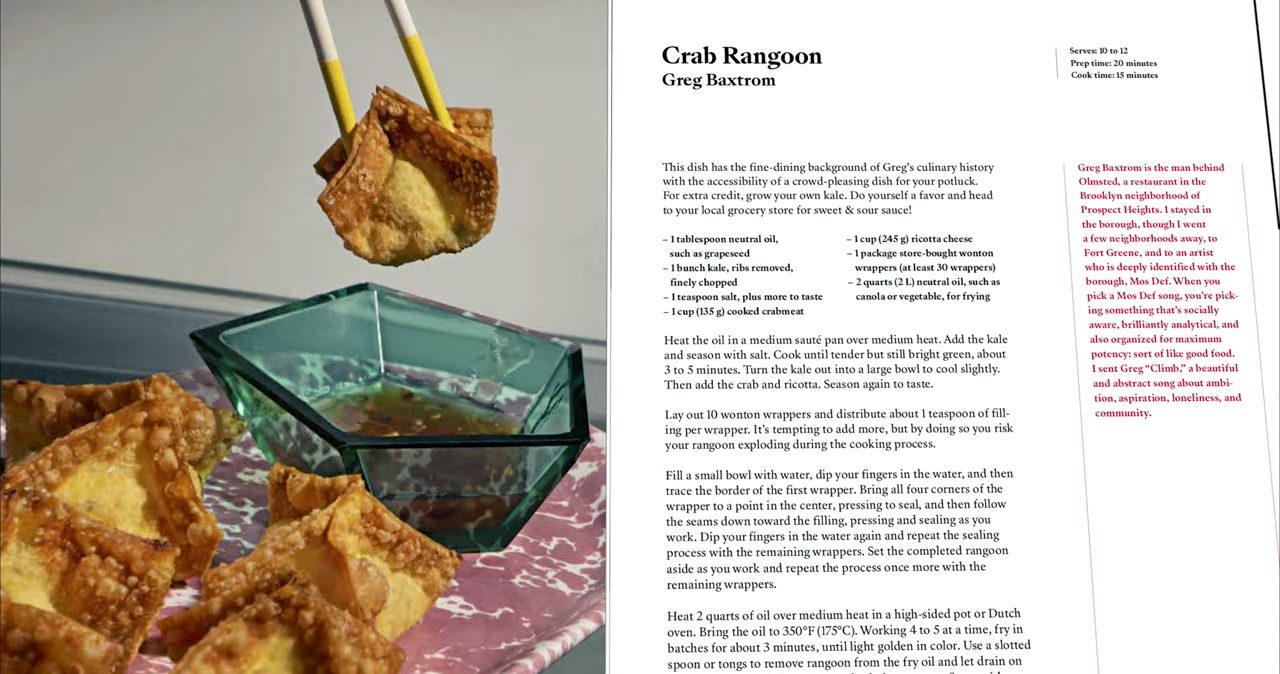 Crab Rangoon
Greg Baxtrom
Serves: 10 to 12
Prep time: 20 minutes
Cook time: 15 minutes
This dish has the fine-dining background of Greg's culinary history
with the accessibility of a crowd-pleasing dish for your potluck.
For extra credit, grow your own kale. Do yourself a favor and head
to your local grocery store for sweet & sour sauce!
– 1 tablespoon neutral oil,
such as grapeseed
– 1 bunch kale, ribs removed,
finely chopped
– 1 teaspoon salt, plus more to taste
– 1 cup (135 g) cooked crabmeat
– 1 cup (245 g) ricotta cheese
– 1 package store-bought wonton
wrappers (at least 30 wrappers)
– 2 quarts (2 L) neutral oil, such as
canola or vegetable, for frying
Heat the oil in a medium sauté pan over medium heat. Add the kale
and season with salt. Cook until tender but still bright green, about
3 to 5 minutes. Turn the kale out into a large bowl to cool slightly.
Then add the crab and ricotta. Season again to taste.
Lay out 10 wonton wrappers and distribute about 1 teaspoon of fill-
ing per wrapper. It's tempting to add more, but by doing so you risk
your rangoon exploding during the cooking process.
Fill a small bowl with water, dip your fingers in the water, and then
trace the border of the first wrapper. Bring all four corners of the
wrapper to a point in the center, pressing to seal, and then follow
the seams down toward the filling, pressing and sealing as you
work. Dip your fingers in the water again and repeat the sealing
process with the remaining wrappers. Set the completed rangoon
aside as you work and repeat the process once more with the
remaining wrappers.
Heat 2 quarts of oil over medium heat in a high-sided pot or Dutch
oven. Bring the oil to 350°F (175°C). Working 4 to 5 at a time, fry in
batches for about 3 minutes, until light golden in color. Use a slotted
spoon or tongs to remove rangoon from the fry oil and let drain on
Greg Baxtrom is the man behind
Olmsted, a restaurant in the
Brooklyn neighborhood of
Prospect Heights. I stayed in
the borough, though I went
a few neighborhoods away, to
Fort Greene, and to an artist
who is deeply identified with the
borough, Mos Def. When you
pick a Mos Def song, you're pick-
ing something that's socially
aware, brilliantly analytical, and
also organized for maximum
potency: sort of like good food.
I sent Greg "Climb," a beautiful
and abstract song about ambi-
tion, aspiration, loneliness, and
community.